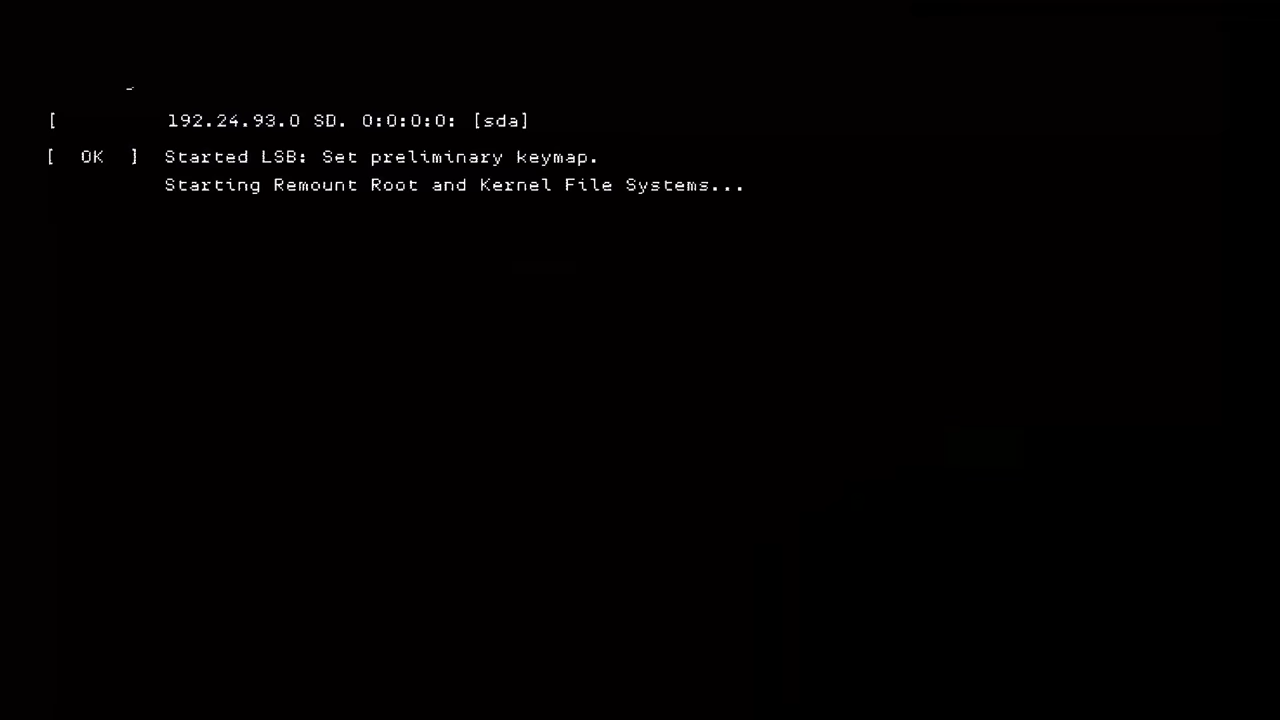 [ 192.24.93.0 SD. 0:0:0:0: [sda]
[ OK ] Started LSB: Set preliminary keymap.
Starting Remount Root and Kernel File Systems...